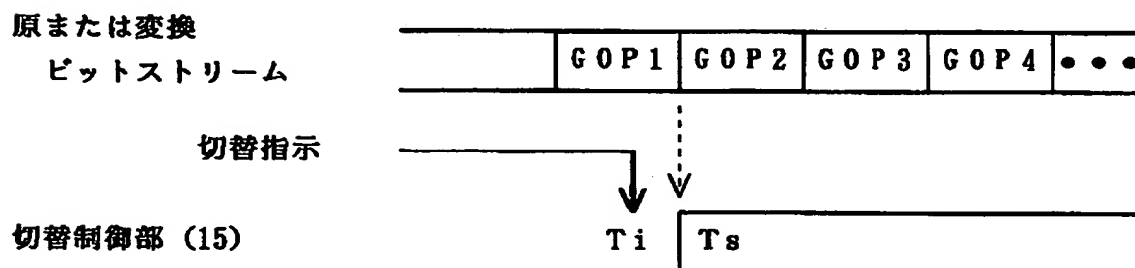 原または変換
ビットストリーム
GOP1 GOP2 GOP3 GOP4 •••
切替指示
切替制御部 (15) Ti Ts